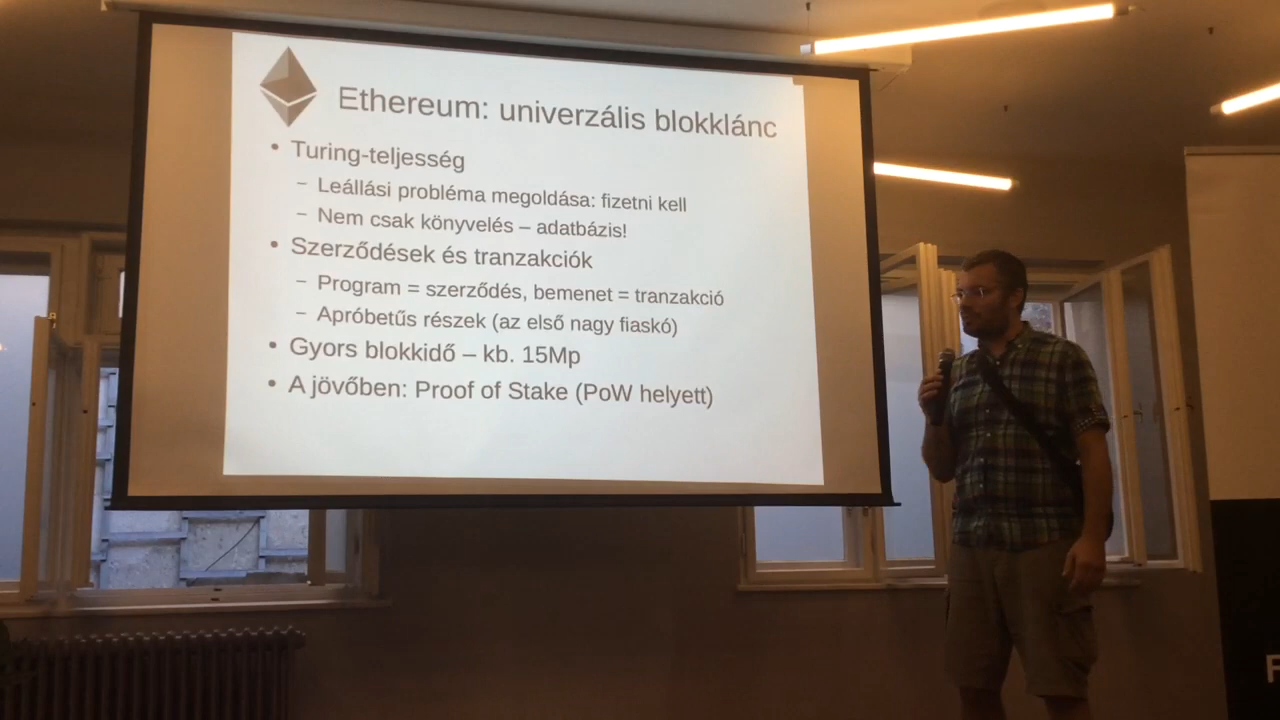 Ethereum: univerzális blokklánc
• Turing-teljesség
– Leállási probléma megoldása: fizetni kell
– Nem csak könyvelés – adatbázis!
• Szerződések és tranzakciók
– Program = szerződés, bemenet = tranzakció
– Apróbetűs részek (az első nagy fiaskó)
• Gyors blokkidő – kb. 15Mp
• A jövőben: Proof of Stake (PoW helyett)